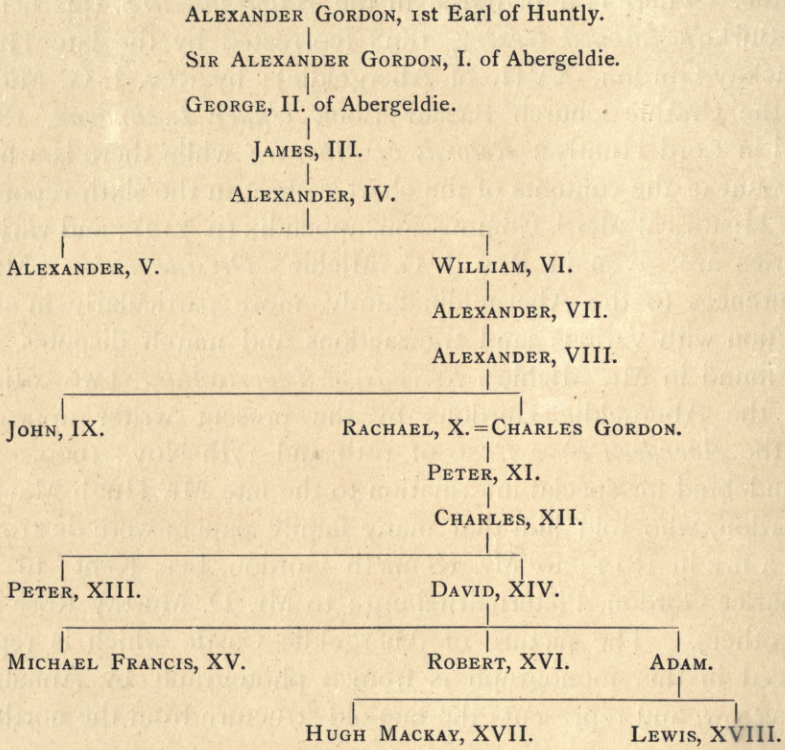 ALEXANDER GORDON, 1st Earl of Huntly.
SIR ALEXANDER GORDON, I. of Abergeldie.
GEORGE, II. of Abergeldie.
JAMES, III.
ALEXANDER, IV.
ALEXANDER, V. WILLIAM, VI.
ALEXANDER, VII.
ALEXANDER, VIII.
JOHN, IX. RACHAEL, X.=CHARLES GORDON.
PETER, XI.
CHARLES, XII.
PETER, XIII. DAVID, XIV.
MICHAEL FRANCIS, XV. ROBERT, XVI. ADAM.
HUGH MACKAY, XVII. LEWIS, XVIII.